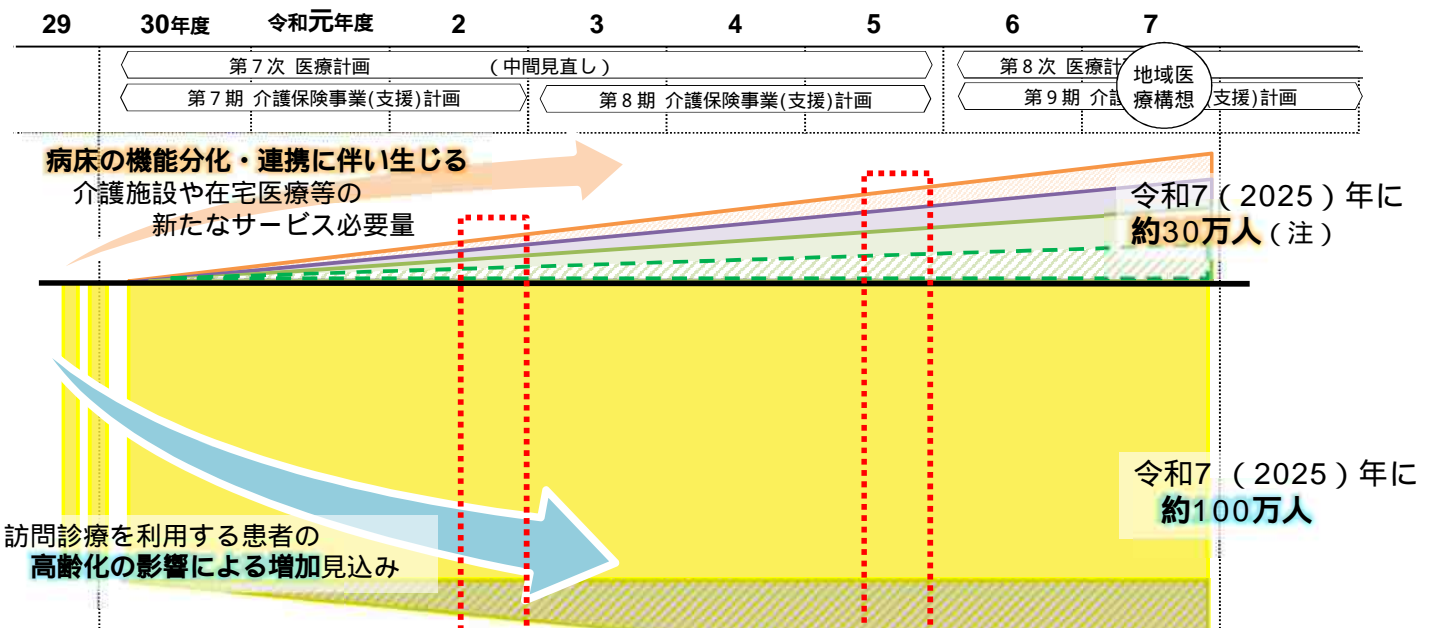 29 30年度 令和元年度 2 3 4 5 6 7
第7次 医療計画 (中間見直し) 第8次 医療計
地域医
療構想
第7期 介護保険事業(支援)計画 第8期 介護保険事業(支援)計画 第9期 介護 (支援)計画
病床の機能分化・連携に伴い生じる
介護施設や在宅医療等の
新たなサービス必要量
令和7(2025)年に
約30万人(注)
令和7 (2025)年に
約100万人
訪問診療を利用する患者の
高齢化の影響による増加見込み